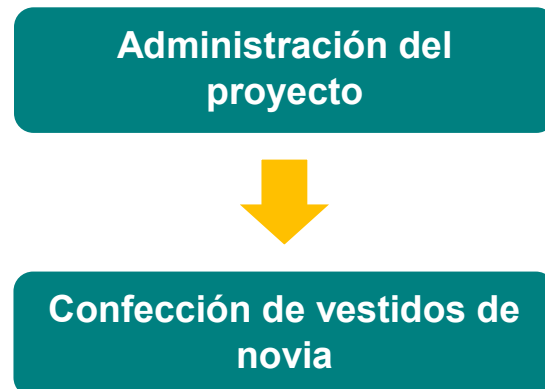 Administración del
proyecto
Confección de vestidos de
novia